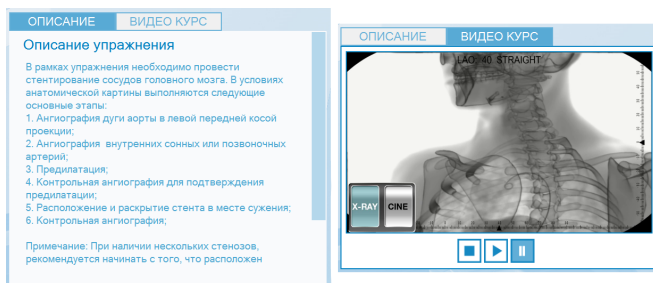 ОПИСАНИЕ
ВИДЕО КУРС
Описание упражнения
В рамках упражнения необходимо провести
стентирование сосудов головного мозга. В условиях
анатомической картины выполняются следующие
основные этапы:
1. Ангиография дуги аорты в левой передней косой
проекции;
2. Ангиография внутренних сонных или позвоночных
артерий;
3. Предилатация;
4. Контрольная ангиография для подтверждения
предилатации;
5. Расположение и раскрытие стента в месте сужения;
6. Контрольная ангиография;
Примечание: При наличии нескольких стенозов,
рекомендуется начинать с того, что расположен
ОПИСАНИЕ
ВИДЕО КУРС
LAO: 40 STRAIGHT
X-RAY
CINE